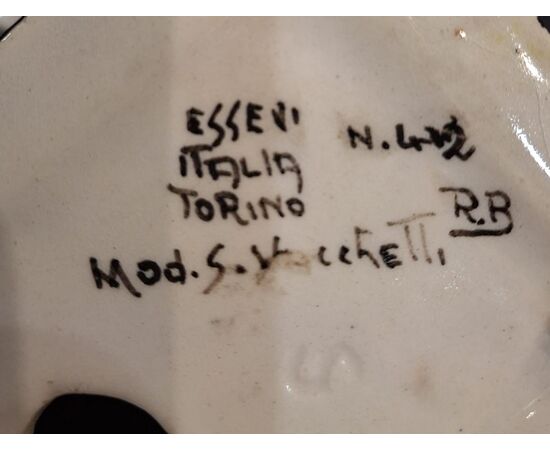 ESSEVI
ITALIA
TORINO
N.
R.B
Mod. S. Vacchetti